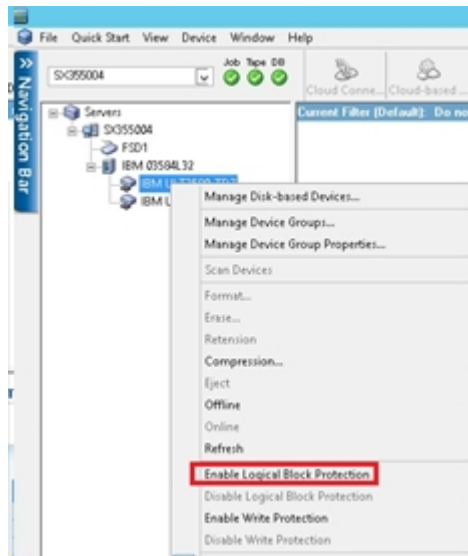 File Quick Start View Device Window Help
Navigation Bar
SX355004
Job Tape DB
Cloud Conne... Cloud-based ...
Servers
Current Filter (Default): Do no
SX355004
FSD1
IBM 03584L32
IBM ULT3580-TD7
IBM L
Manage Disk-based Devices...
Manage Device Groups...
Manage Device Group Properties...
Scan Devices
Format...
Erase...
Retension
Compression...
Eject
Offline
Online
Refresh
Enable Logical Block Protection
Disable Logical Block Protection
Enable Write Protection
Disable Write Protection